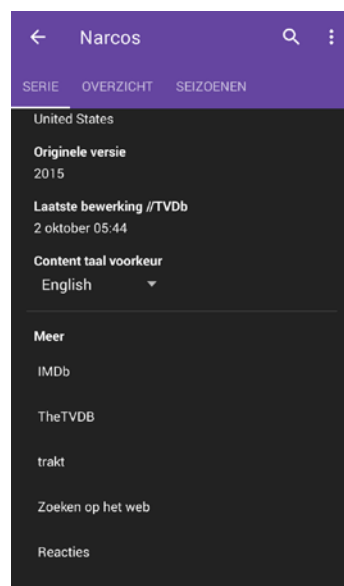 Narcos
SERIE OVERZICHT SEIZOENEN
United States
Originele versie
2015
Laatste bewerking //TVDb
2 oktober 05:44
Content taal voorkeur
English
Meer
IMDb
TheTVDB
trakt
Zoeken op het web
Reacties